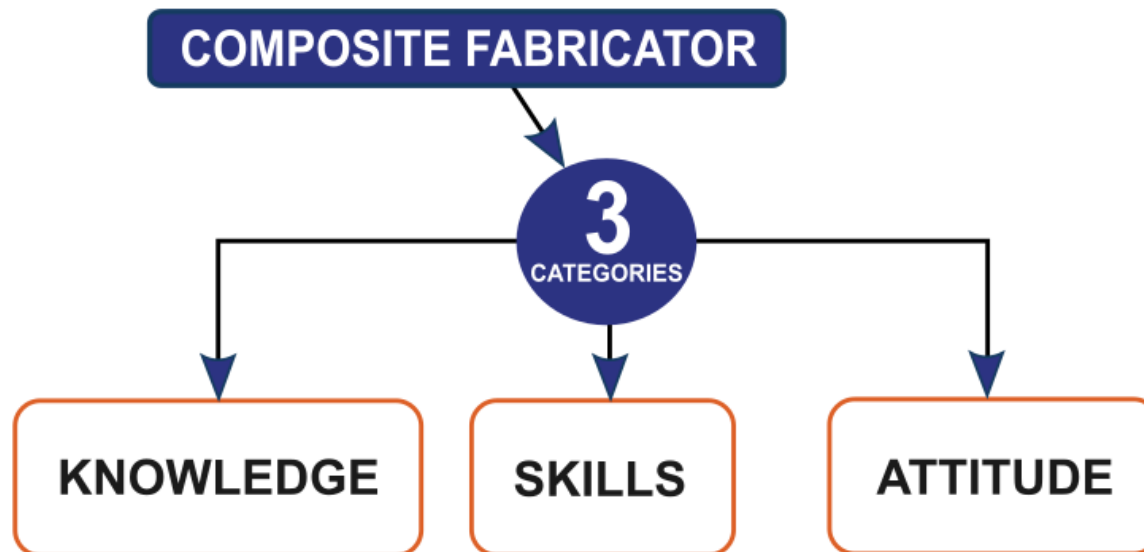 COMPOSITE FABRICATOR
3
CATEGORIES
KNOWLEDGE
SKILLS
ATTITUDE